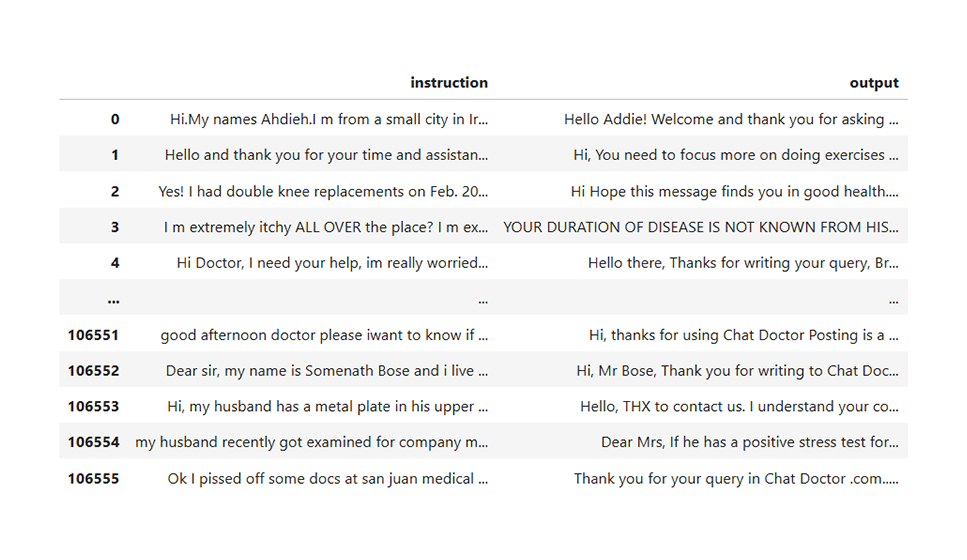 instruction output
0 Hi.My names Ahdieh.I m from a small city in Ir... Hello Addie! Welcome and thank you for asking ...
1 Hello and thank you for your time and assistan... Hi, You need to focus more on doing exercises ...
2 Yes! I had double knee replacements on Feb. 20... Hi Hope this message finds you in good health....
3 I m extremely itchy ALL OVER the place? I m ex... YOUR DURATION OF DISEASE IS NOT KNOWN FROM HIS...
4 Hi Doctor, I need your help, im really worried... Hello there, Thanks for writing your query, Br...
... ... ...
106551 good afternoon doctor please iwant to know if ... Hi, thanks for using Chat Doctor Posting is a ...
106552 Dear sir, my name is Somenath Bose and i live ... Hi, Mr Bose, Thank you for writing to Chat Doc...
106553 Hi, my husband has a metal plate in his upper ... Hello, THX to contact us. I understand your co...
106554 my husband recently got examined for company m... Dear Mrs, If he has a positive stress test for...
106555 Ok I pissed off some docs at san juan medical ... Thank you for your query in Chat Doctor .com.....